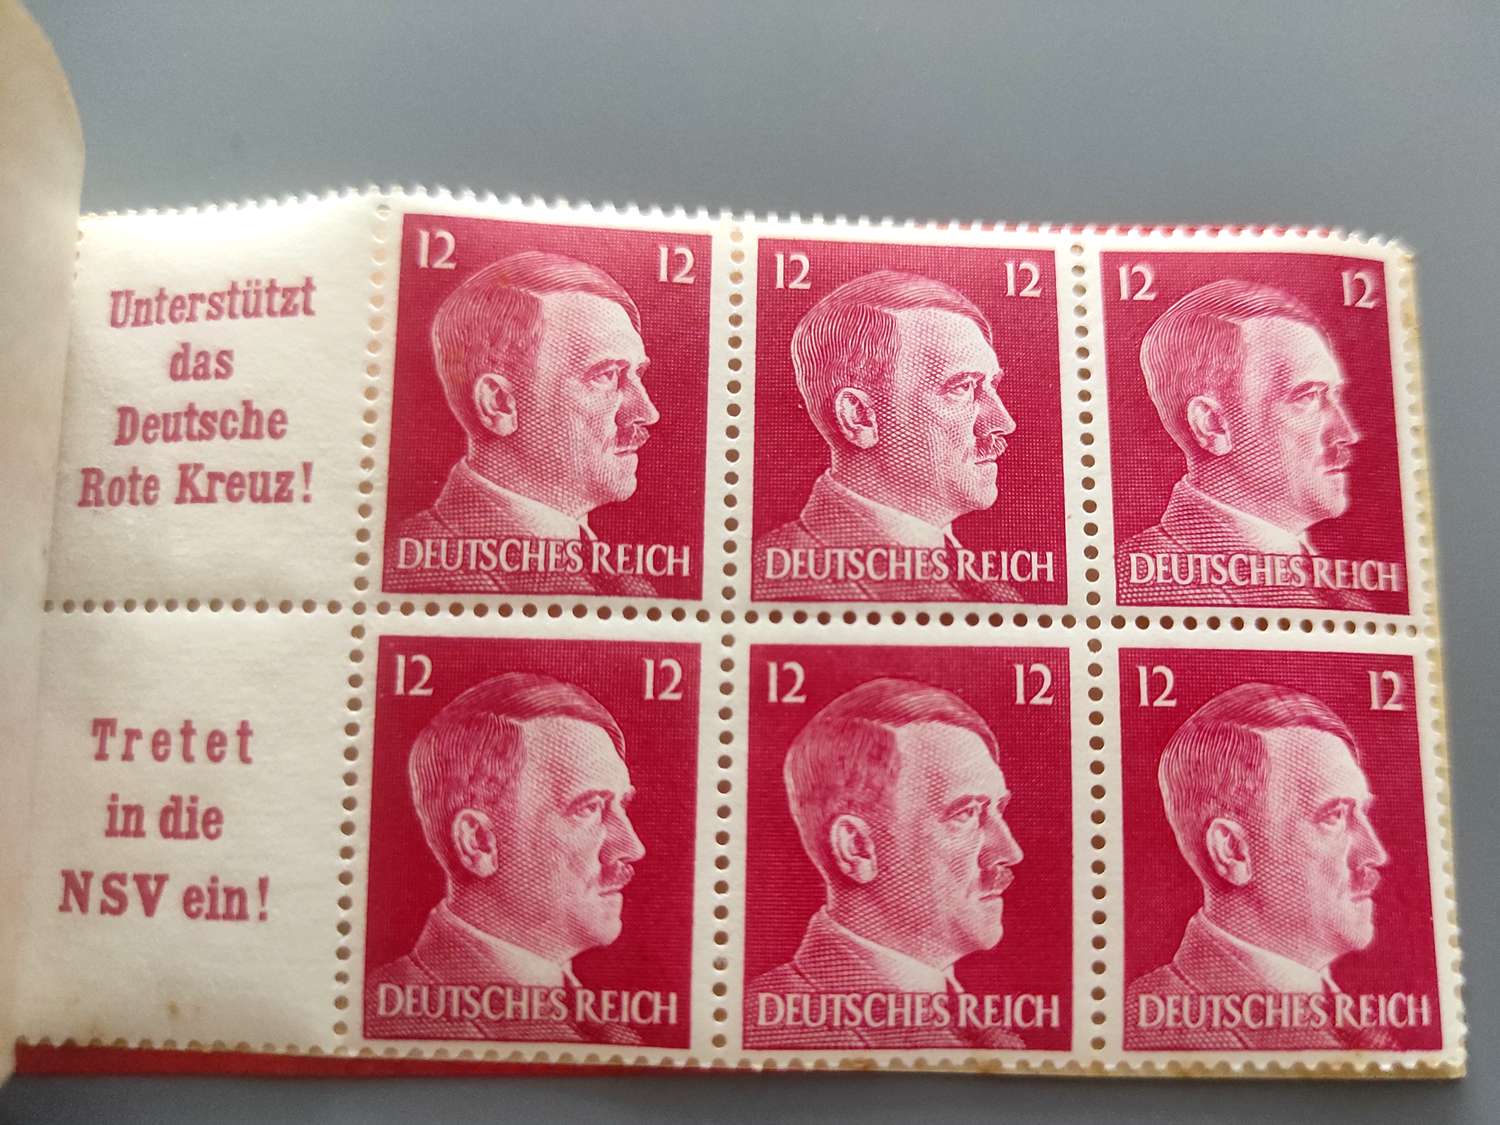 Unterstützt
das
Deutsche
Rote Kreuz!
12 12
DEUTSCHES REICH
12 12
DEUTSCHES REICH
12 12
DEUTSCHES REICH
Tretet
in die
NSV ein!
12 12
DEUTSCHES REICH
12 12
DEUTSCHES REICH
12 12
DEUTSCHES REICH